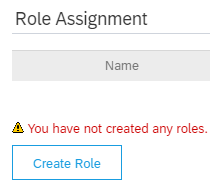 Role Assignment
Name
You have not created any roles.
Create Role